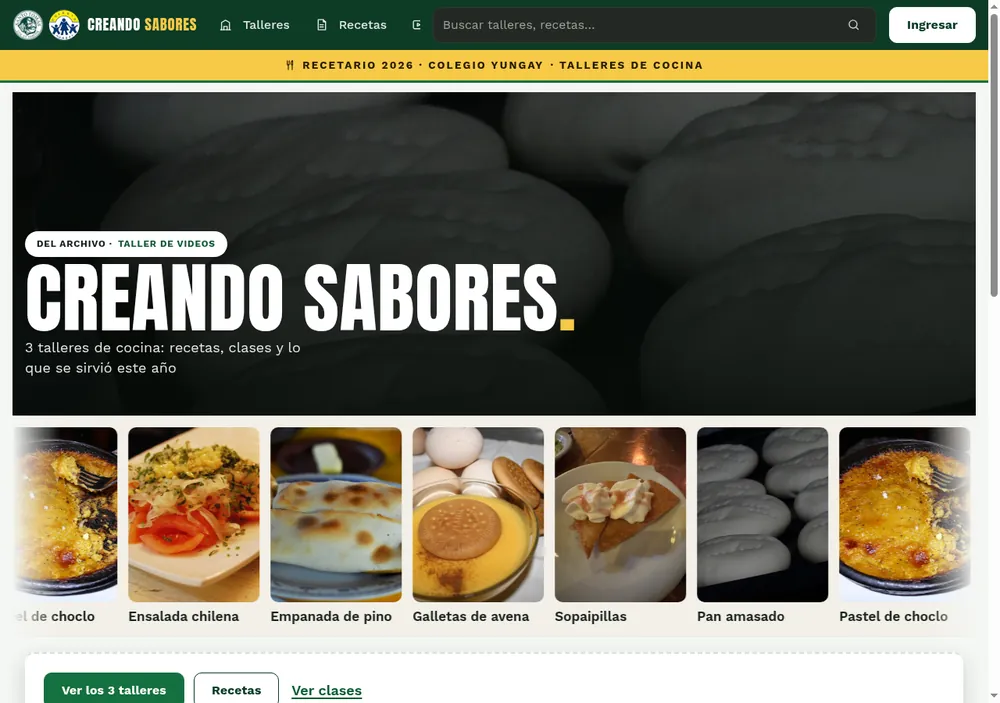 CREANDO SABORES
Talleres
Recetas
Buscar talleres, recetas...
Ingresar
RECETARIO 2026 · COLEGIO YUNGAY · TALLERES DE COCINA
DEL ARCHIVO · TALLER DE VIDEOS
CREANDO SABORES.
3 talleres de cocina: recetas, clases y lo
que se sirvió este año
el de choclo
Ensalada chilena
Empanada de pino
Galletas de avena
Sopaipillas
Pan amasado
Pastel de choclo
Ver los 3 talleres
Recetas
Ver clases